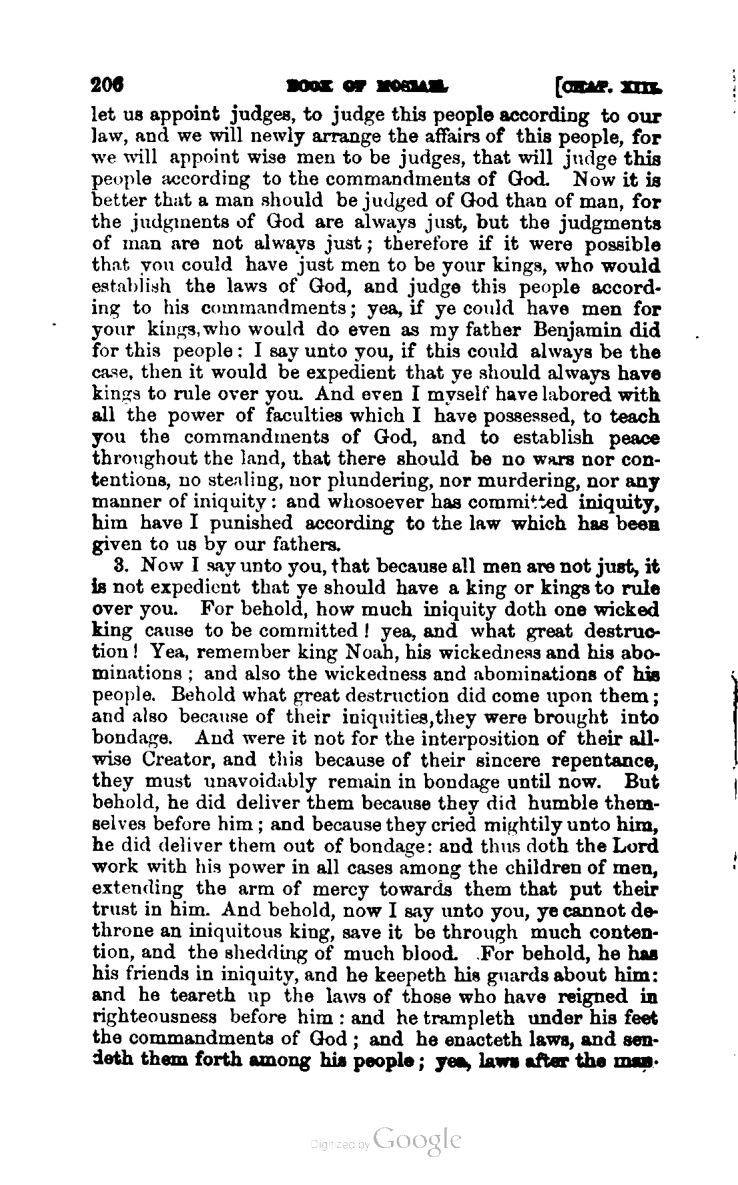 206 BOOK OF MOSIAH. [CHAP. XIII.
let us appoint judges, to judge this people according to our
law, and we will newly arrange the affairs of this people, for
we will appoint wise men to be judges, that will judge this
people according to the commandments of God. Now it is
better that a man should be judged of God than of man, for
the judgments of God are always just, but the judgments
of man are not always just; therefore if it were possible
that you could have just men to be your kings, who would
establish the laws of God, and judge this people accord-
ing to his commandments; yea, if ye could have men for
your kings, who would do even as my father Benjamin did
for this people: I say unto you, if this could always be the
case, then it would be expedient that ye should always have
kings to rule over you. And even I myself have labored with
all the power of faculties which I have possessed, to teach
you the commandments of God, and to establish peace
throughout the land, that there should be no wars nor con-
tentions, no stealing, nor plundering, nor murdering, nor any
manner of iniquity: and whosoever has committed iniquity,
him have I punished according to the law which has been
given to us by our fathers.
3. Now I say unto you, that because all men are not just, it
is not expedient that ye should have a king or kings to rule
over you. For behold, how much iniquity doth one wicked
king cause to be committed! yea, and what great destruc-
tion! Yea, remember king Noah, his wickedness and his abo-
minations; and also the wickedness and abominations of his
people. Behold what great destruction did come upon them;
and also because of their iniquities, they were brought into
bondage. And were it not for the interposition of their all-
wise Creator, and this because of their sincere repentance,
they must unavoidably remain in bondage until now. But
behold, he did deliver them because they did humble them-
selves before him; and because they cried mightily unto him,
he did deliver them out of bondage: and thus doth the Lord
work with his power in all cases among the children of men,
extending the arm of mercy towards them that put their
trust in him. And behold, now I say unto you, ye cannot de-
throne an iniquitous king, save it be through much conten-
tion, and the shedding of much blood. For behold, he has
his friends in iniquity, and he keepeth his guards about him:
and he teareth up the laws of those who have reigned in
righteousness before him: and he trampleth under his feet
the commandments of God; and he enacteth laws, and sen-
deth them forth among his people; yea, laws after the man-
Digitized by Google